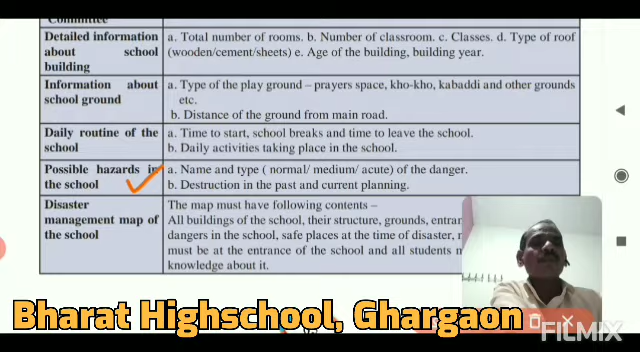 Committee
Detailed information about school building
a. Total number of rooms. b. Number of classroom. c. Classes. d. Type of roof
(wooden/cement/sheets) e. Age of the building, building year.
Information about school ground
a. Type of the play ground – prayers space, kho-kho, kabaddi and other grounds
etc.
b. Distance of the ground from main road.
Daily routine of the school
a. Time to start, school breaks and time to leave the school.
b. Daily activities taking place in the school.
Possible hazards in the school
a. Name and type ( normal/ medium/ acute) of the danger.
b. Destruction in the past and current planning.
Disaster management map of the school
The map must have following contents –
All buildings of the school, their structure, grounds,
dangers in the school, safe places at the time of disaster,
must be at the entrance of the school and all students
knowledge about it.
Bharat Highschool, Ghargaon
FILMIX